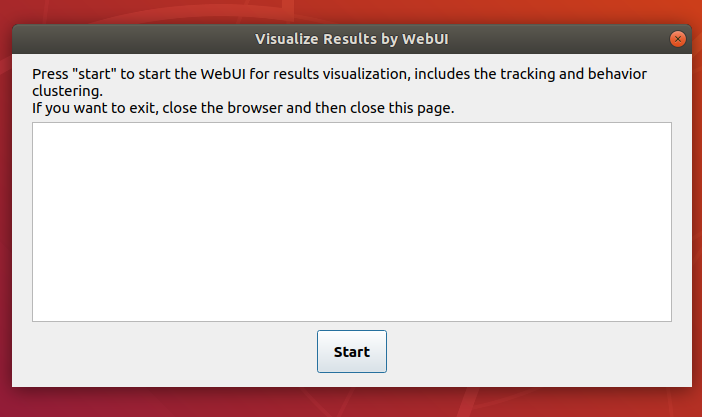 Visualize Results by WebUI
Press "start" to start the WebUI for results visualization, includes the tracking and behavior
clustering.
If you want to exit, close the browser and then close this page.
Start